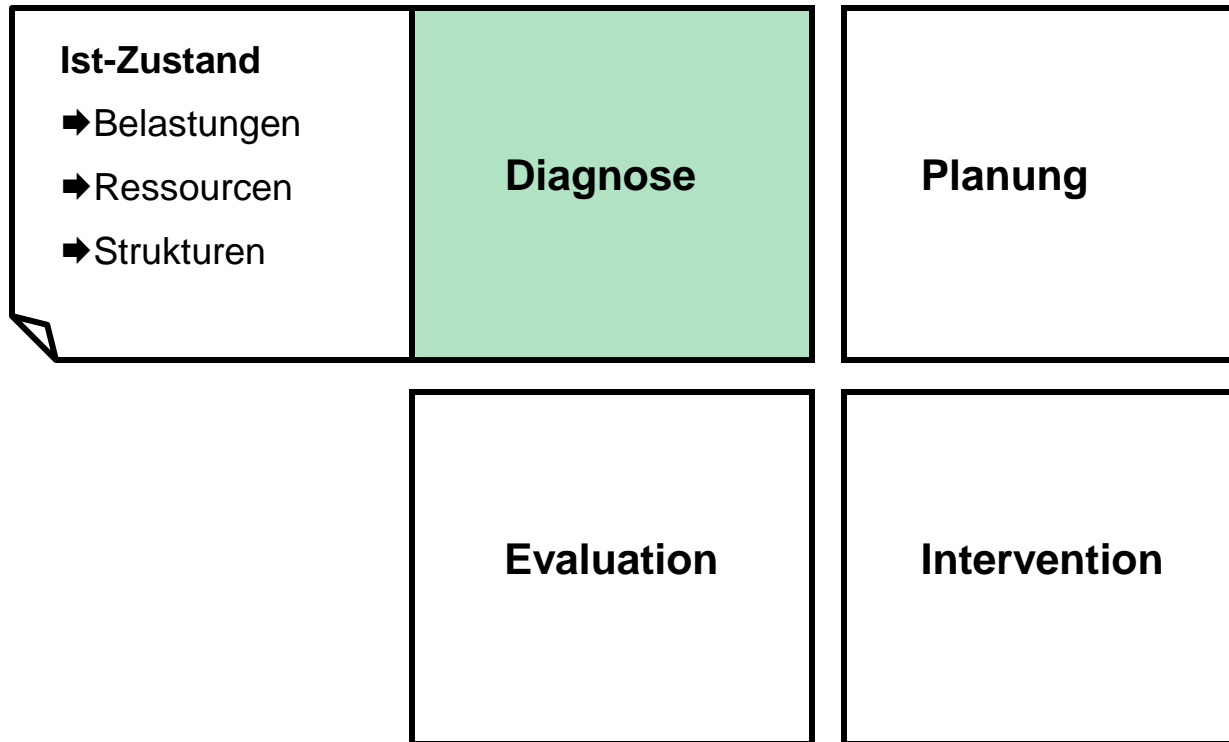 Ist-Zustand
➡Belastungen
➡Ressourcen
➡Strukturen
Diagnose
Planung
Evaluation
Intervention